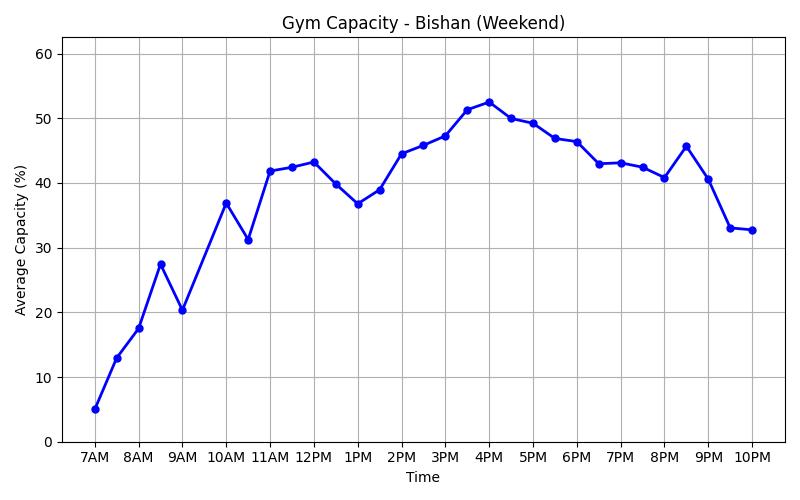 Gym Capacity - Bishan (Weekend)
60
50
40
30
20
10
0
Average Capacity (%)
7AM 8AM 9AM 10AM 11AM 12PM 1PM 2PM 3PM 4PM 5PM 6PM 7PM 8PM 9PM 10PM
Time